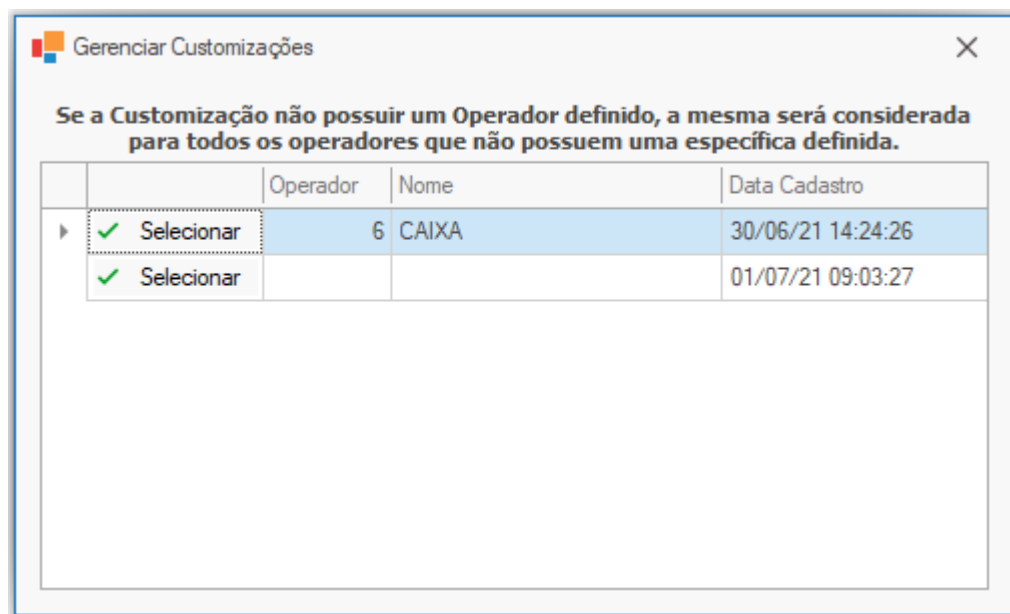 Gerenciar Customizações
Se a Customização não possuir um Operador definido, a mesma será considerada
para todos os operadores que não possuem uma específica definida.
Operador Nome Data Cadastro
Selecionar 6 CAIXA 30/06/21 14:24:26
Selecionar 01/07/21 09:03:27